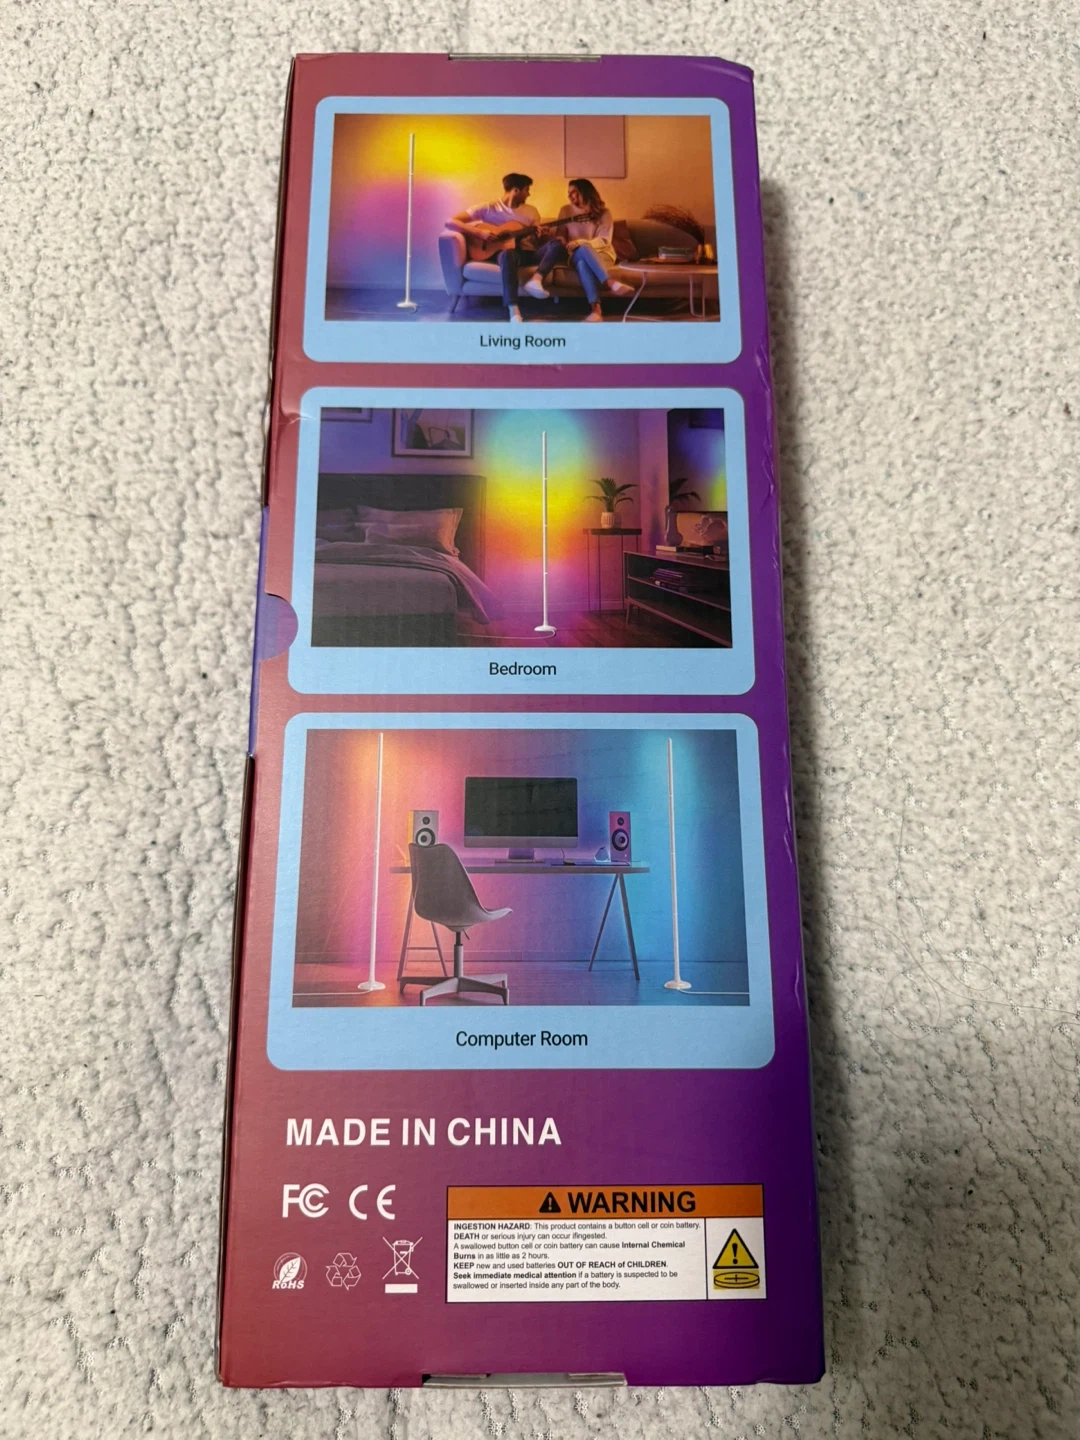 Living Room
Bedroom
Computer Room
MADE IN CHINA
FC CE
RoHS
WARNING
INGESTION HAZARD: This product contains a button cell or coin battery.
DEATH or serious injury can occur ifingested.
A swallowed button cell or coin battery can cause Internal Chemical
Burns in as little as 2 hours.
KEEP new and used batteries OUT OF REACH of CHILDREN.
Seek immediate medical attention if a battery is suspected to be
swallowed or inserted inside any part of the body.